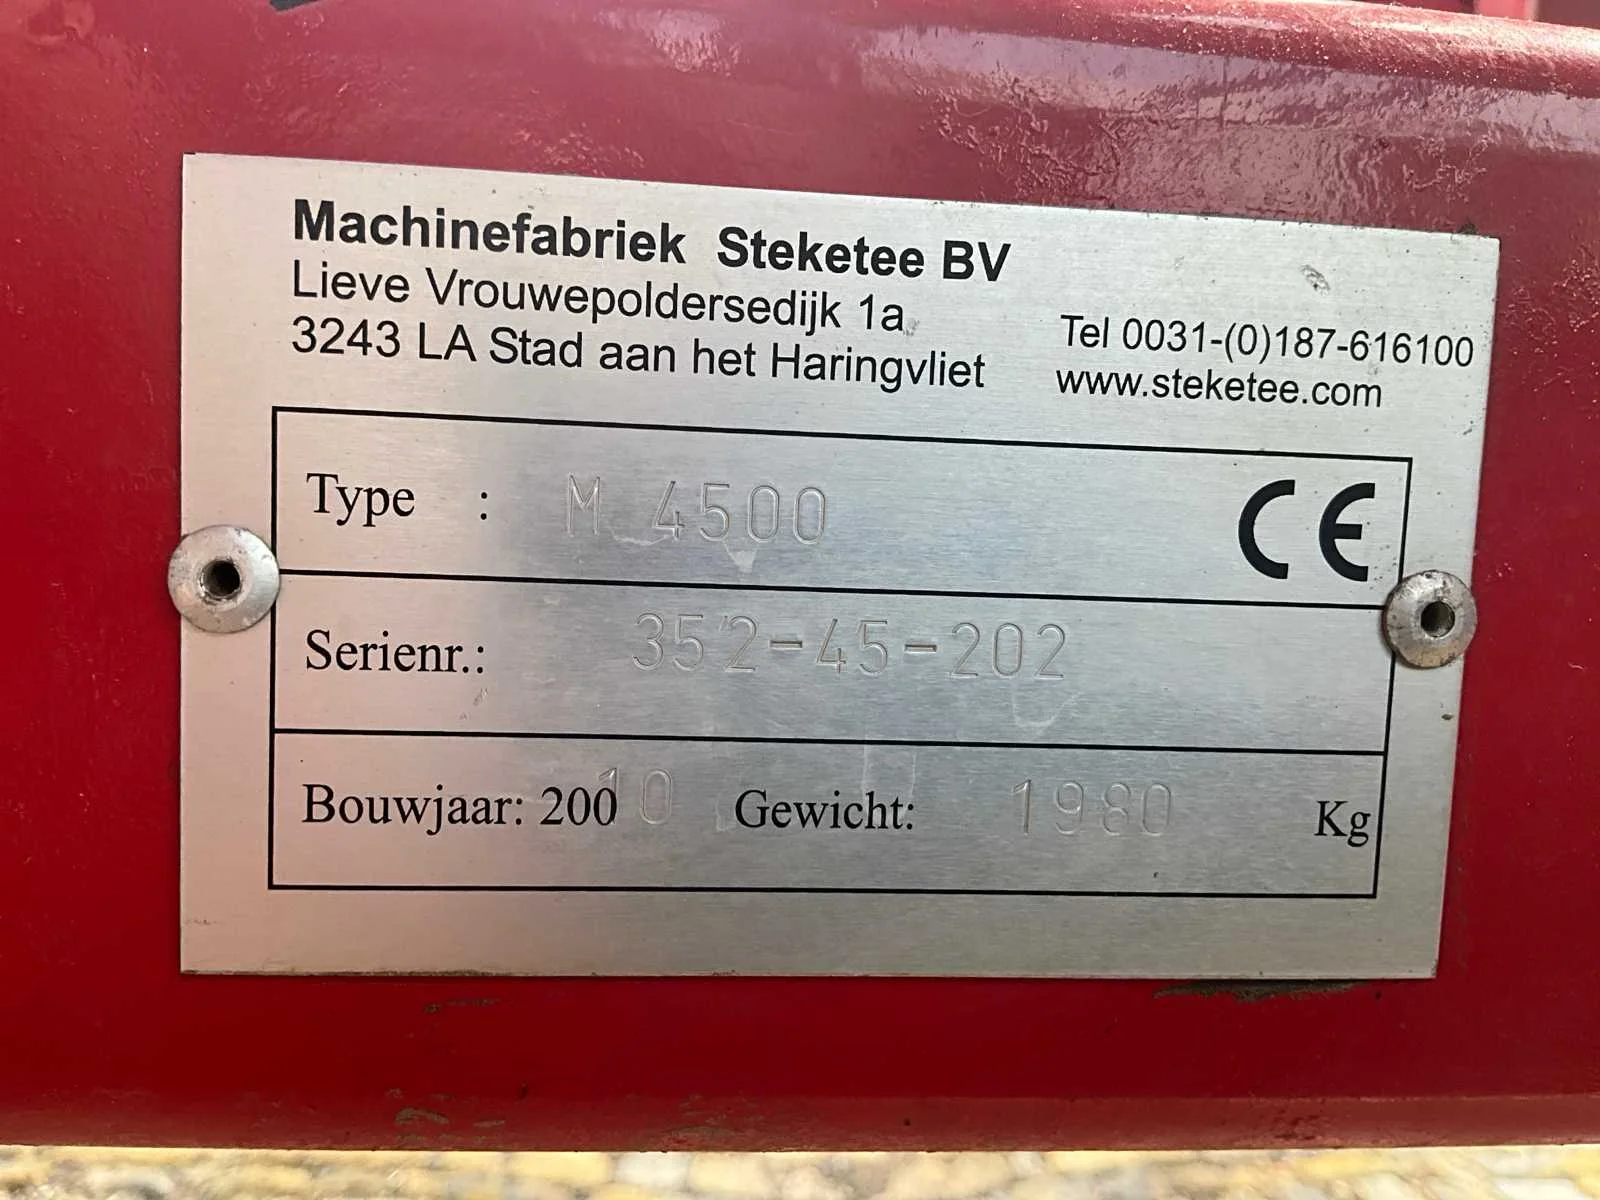 Machinefabriek Steketee BV
Lieve Vrouwepoldersedijk 1a
3243 LA Stad aan het Haringvliet
Tel 0031-(0)187-616100
www.steketee.com
Type : M 4500 CE
Serienr.: 352-45-202
Bouwjaar: 20010 Gewicht: 1980 Kg